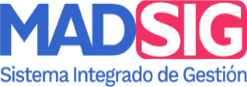 MADSIG
Sistema Integrado de Gestión